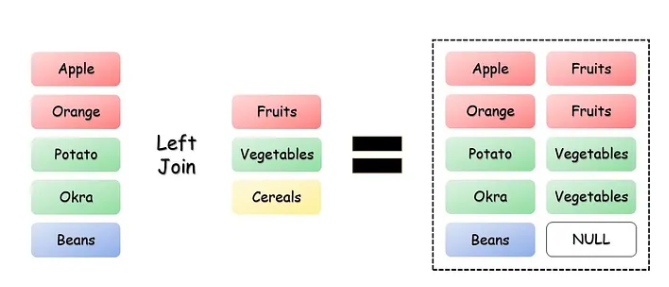 Apple
Orange
Potato
Okra
Beans
Left
Join
Fruits
Vegetables
Cereals
Apple Fruits
Orange Fruits
Potato Vegetables
Okra Vegetables
Beans NULL